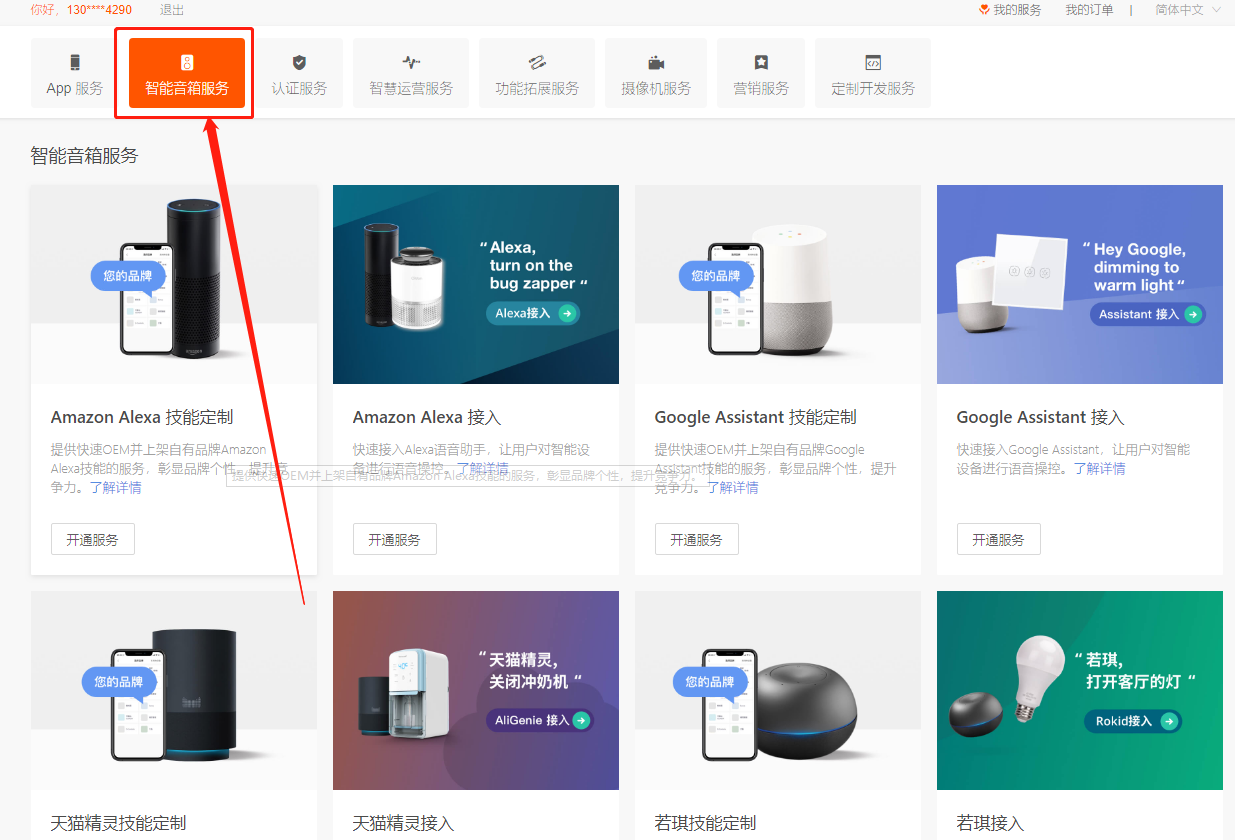 你好，130****4290 退出 我的服务 我的订单 | 简体中文
App 服务 智能音箱服务 认证服务 智慧运营服务 功能拓展服务 摄像机服务 营销服务 定制开发服务
智能音箱服务
您的品牌
“ Alexa,
turn on the
bug zapper “
Alexa接入
您的品牌
“ Hey Google,
dimming to
warm light “
Assistant 接入
Amazon Alexa 技能定制
提供快速OEM并上架自有品牌Amazon
Alexa技能的服务，彰显品牌个性，提升竞
争力。了解详情
开通服务
Amazon Alexa 接入
快速接入Alexa语音助手，让用户对智能设
备进行语音操控。了解详情
开通服务
Google Assistant 技能定制
提供快速OEM并上架自有品牌Google
Assistant技能的服务，彰显品牌个性，提升
竞争力。了解详情
开通服务
Google Assistant 接入
快速接入Google Assistant，让用户对智能
设备进行语音操控。了解详情
开通服务
提供快速OEM并上架自有品牌Amazon Alexa技能的服务，彰显品牌个性，提升竞争力。
您的品牌
“ 天猫精灵,
关闭冲奶机 “
AliGenie 接入
您的品牌
“ 若琪,
打开客厅的灯 “
Rokid接入
天猫精灵技能定制
天猫精灵接入
若琪技能定制
若琪接入